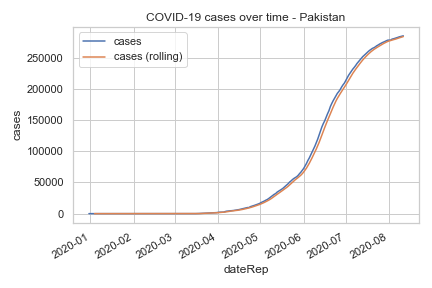 COVID-19 cases over time - Pakistan
cases
cases (rolling)
250000
200000
150000
100000
50000
0
cases
2020-01
2020-02
2020-03
2020-04
2020-05
2020-06
2020-07
2020-08
dateRep